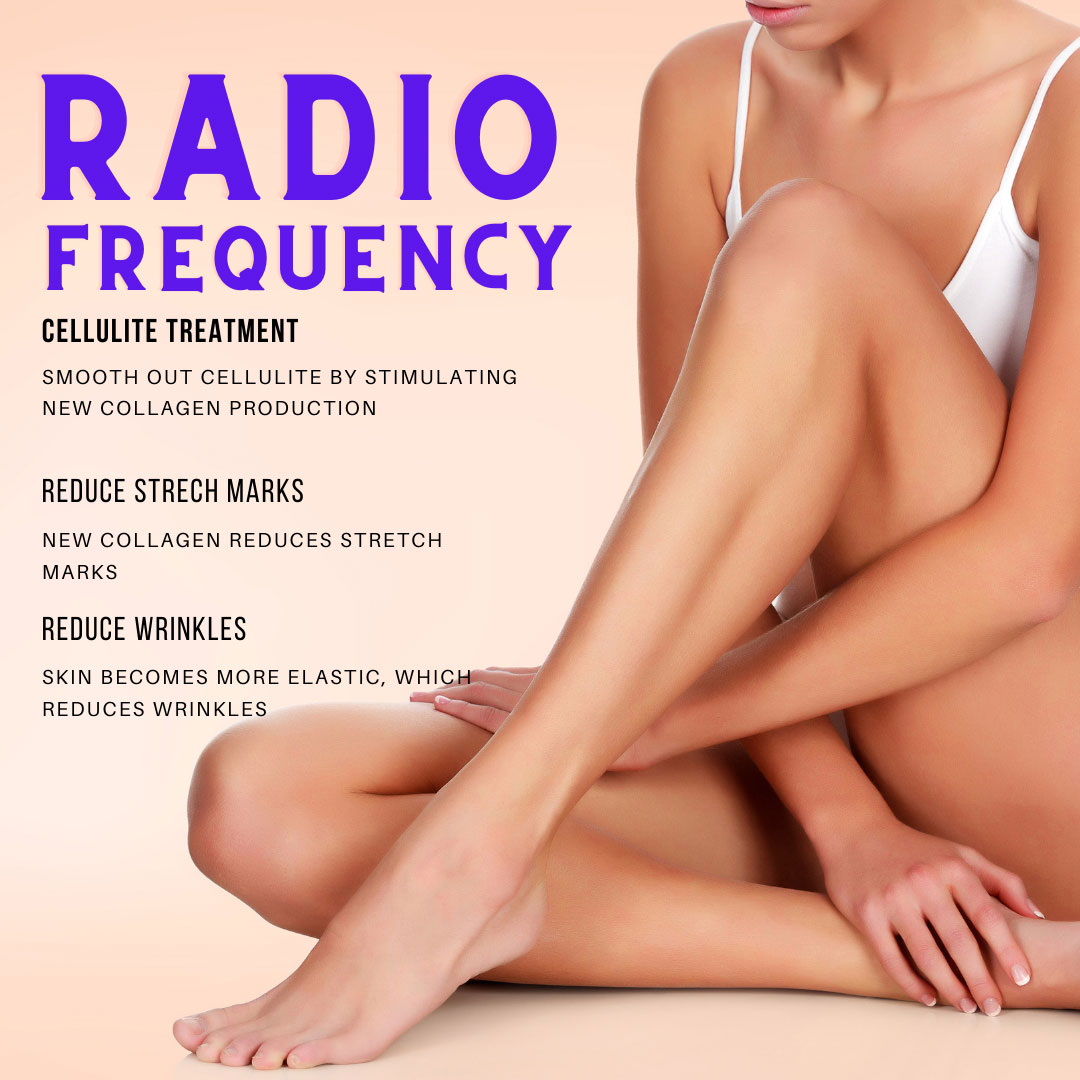 RADIO
FREQUENCY
CELLULITE TREATMENT
SMOOTH OUT CELLULITE BY STIMULATING
NEW COLLAGEN PRODUCTION
REDUCE STRECH MARKS
NEW COLLAGEN REDUCES STRETCH
MARKS
REDUCE WRINKLES
SKIN BECOMES MORE ELASTIC, WHICH
REDUCES WRINKLES